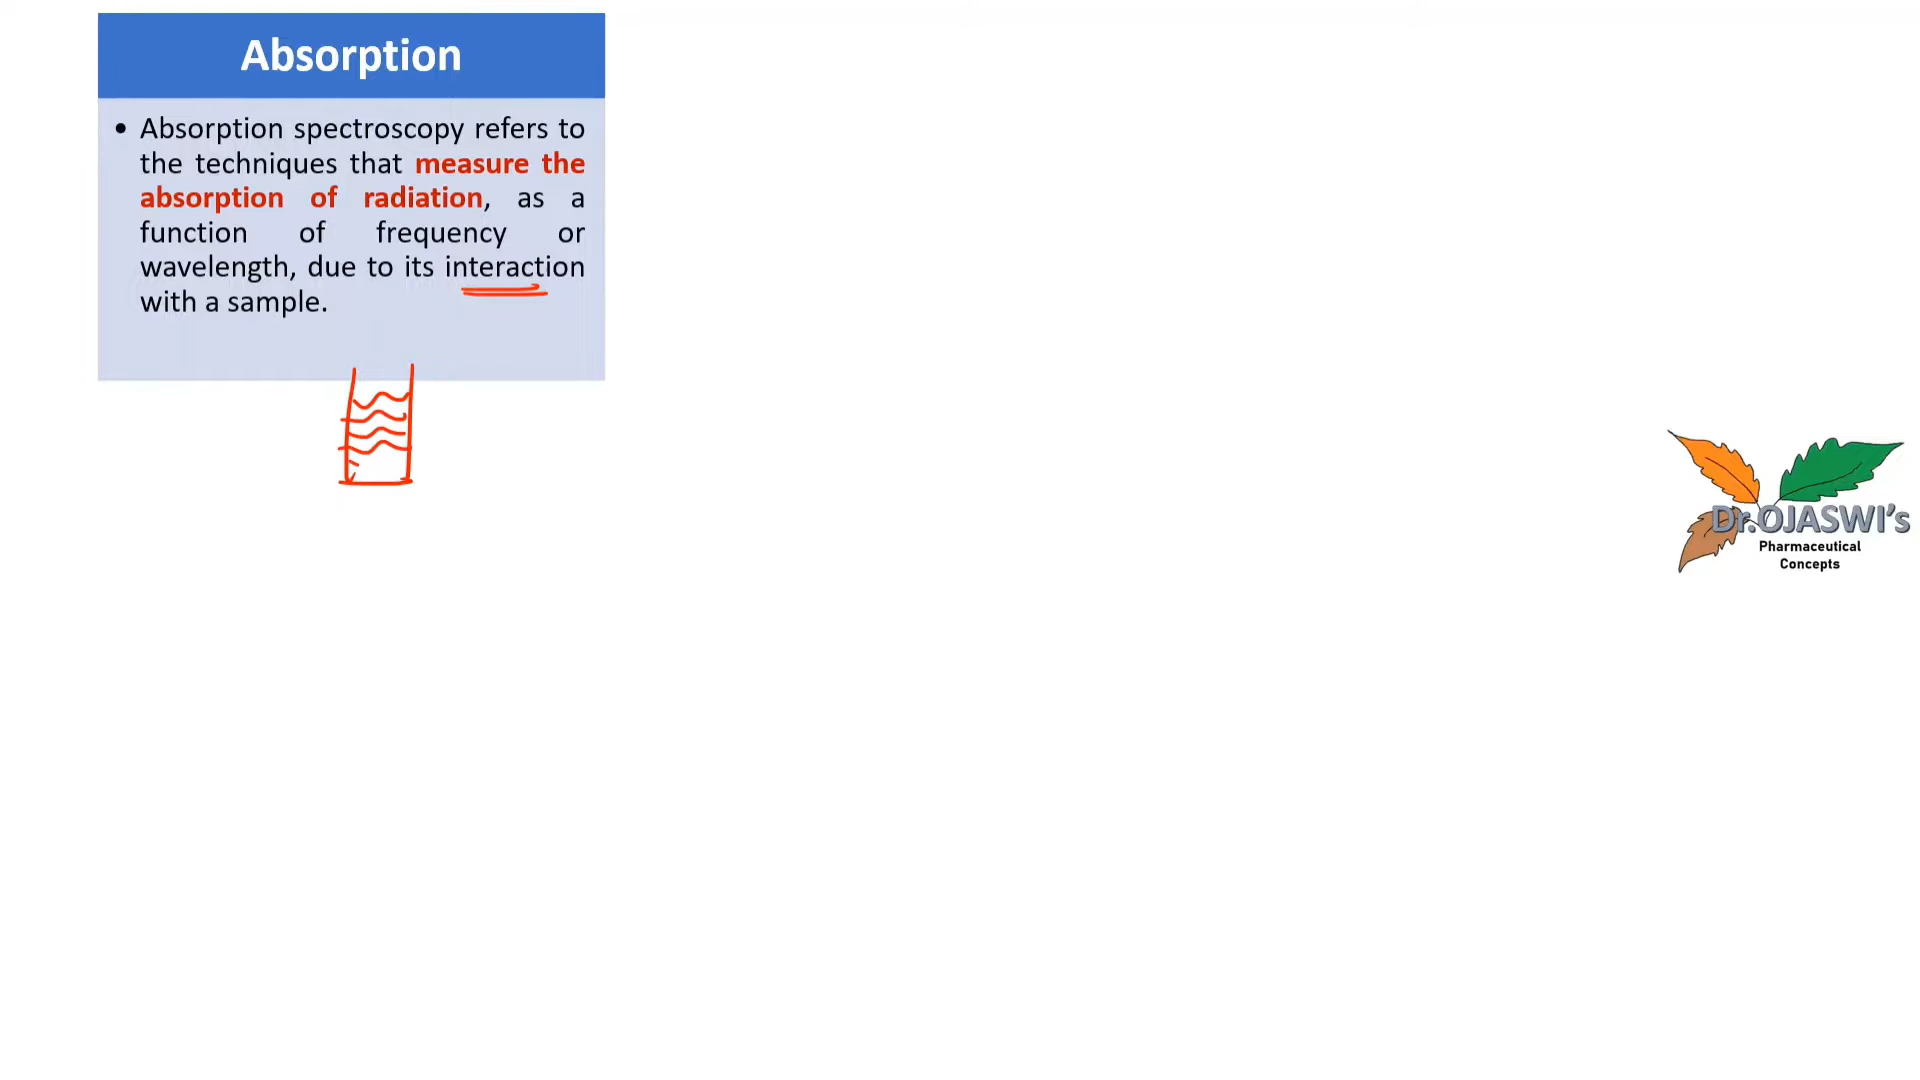 Absorption
• Absorption spectroscopy refers to
the techniques that measure the
absorption of radiation, as a
function of frequency or
wavelength, due to its interaction
with a sample.
Dr.OJASWI's
Pharmaceutical
Concepts